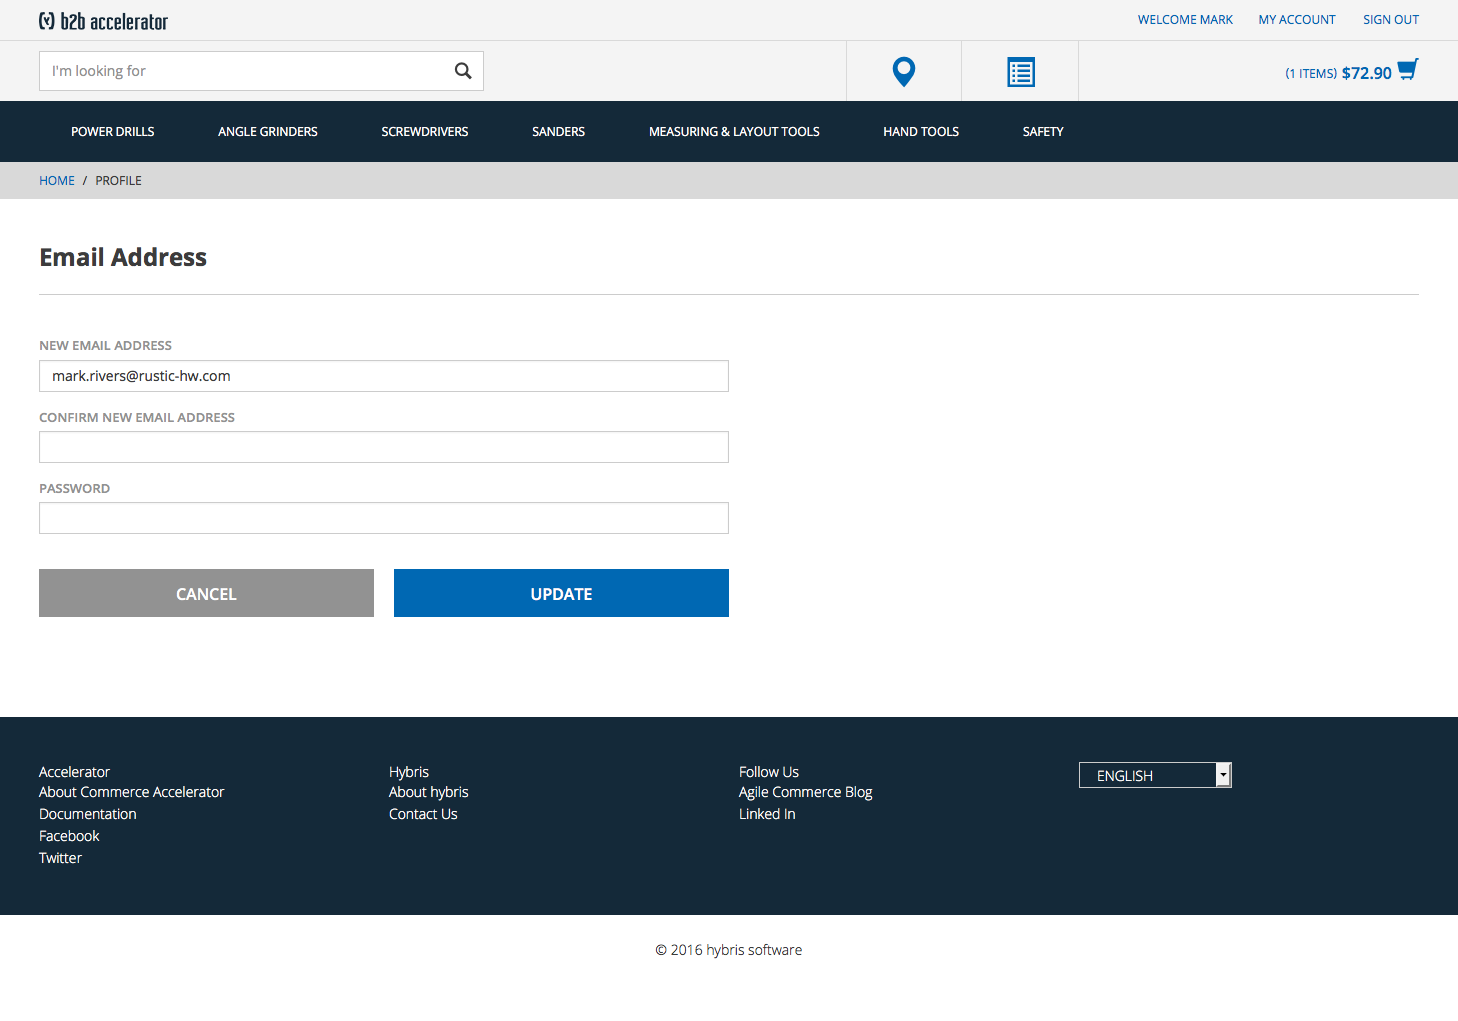 b2b accelerator
WELCOME MARK MY ACCOUNT SIGN OUT
I'm looking for
(1 ITEMS) $72.90
POWER DRILLS ANGLE GRINDERS SCREWDRIVERS SANDERS MEASURING & LAYOUT TOOLS HAND TOOLS SAFETY
HOME / PROFILE
Email Address
NEW EMAIL ADDRESS
mark.rivers@rustic-hw.com
CONFIRM NEW EMAIL ADDRESS
PASSWORD
CANCEL UPDATE
Accelerator
About Commerce Accelerator
Documentation
Facebook
Twitter
Hybris
About hybris
Contact Us
Follow Us
Agile Commerce Blog
Linked In
ENGLISH
© 2016 hybris software